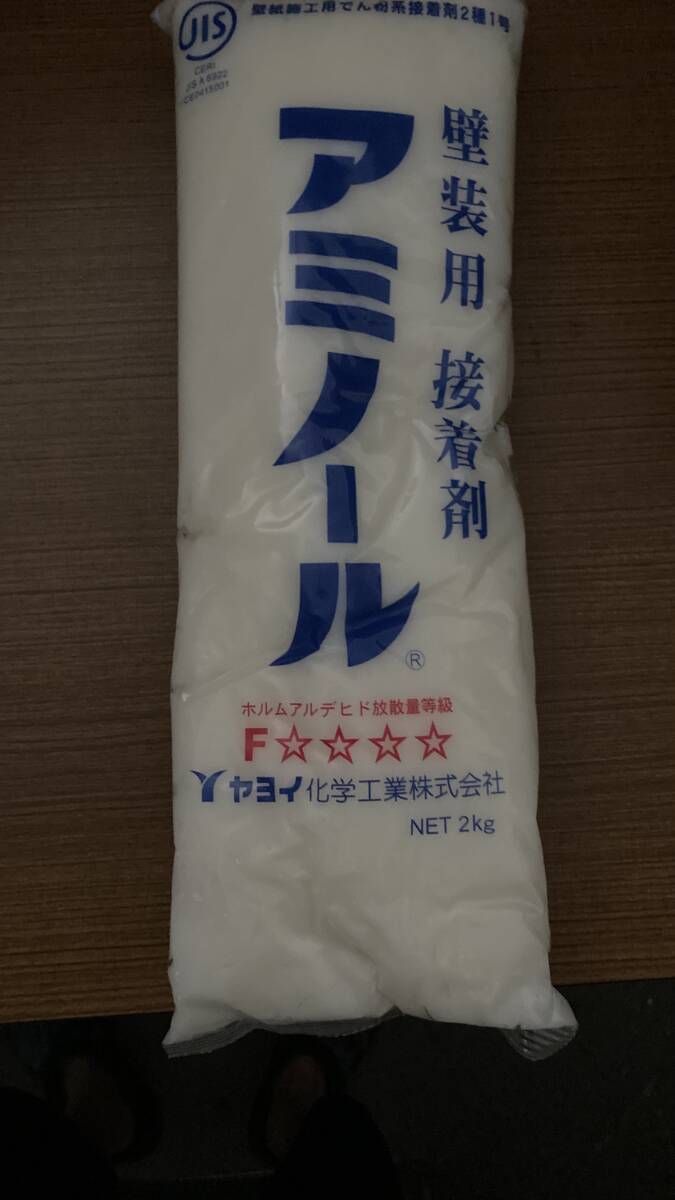 壁紙施工用でん粉系接着剤2種1号
JIS
CERI
JIS A 6922
CE0415001
壁装用 接着剤
アミノール®
ホルムアルデヒド放散量等級
F☆☆☆☆
ヤヨイ化学工業株式会社
NET 2kg